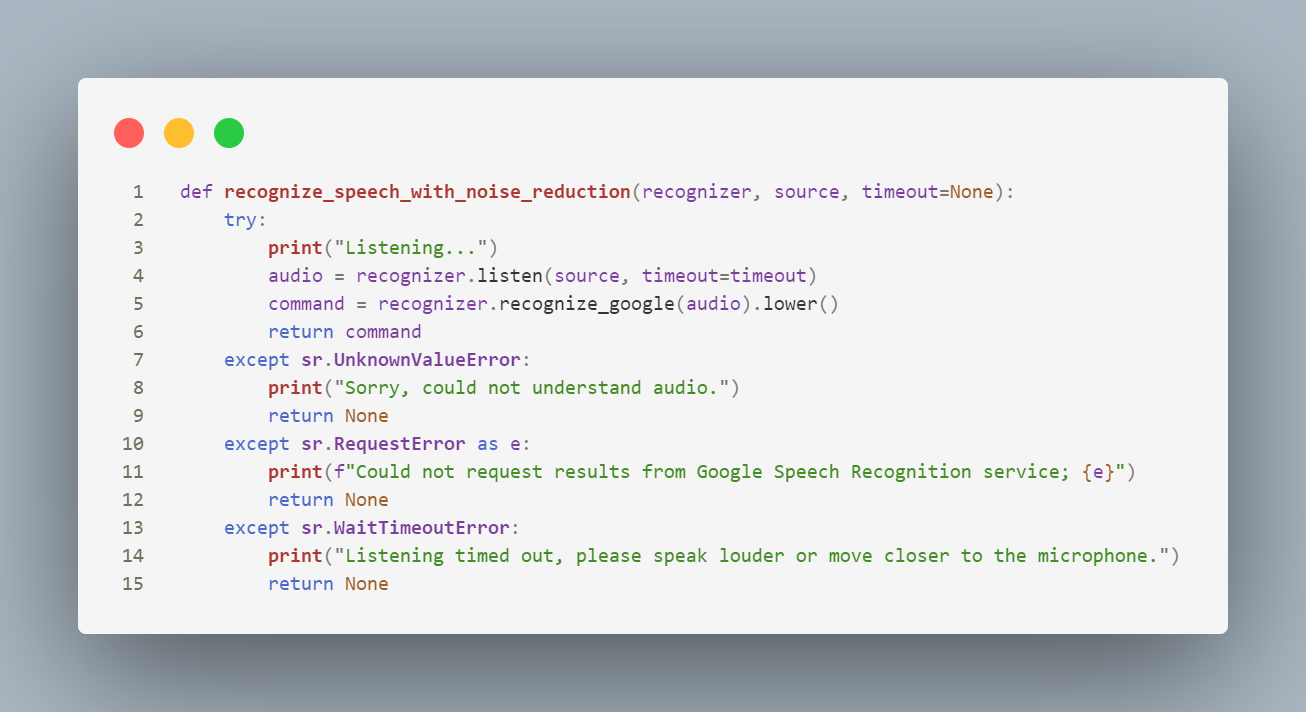 1 def recognize_speech_with_noise_reduction(recognizer, source, timeout=None):
2     try:
3         print("Listening...")
4         audio = recognizer.listen(source, timeout=timeout)
5         command = recognizer.recognize_google(audio).lower()
6         return command
7     except sr.UnknownValueError:
8         print("Sorry, could not understand audio.")
9         return None
10     except sr.RequestError as e:
11         print(f"Could not request results from Google Speech Recognition service; {e}")
12         return None
13     except sr.WaitTimeoutError:
14         print("Listening timed out, please speak louder or move closer to the microphone.")
15         return None